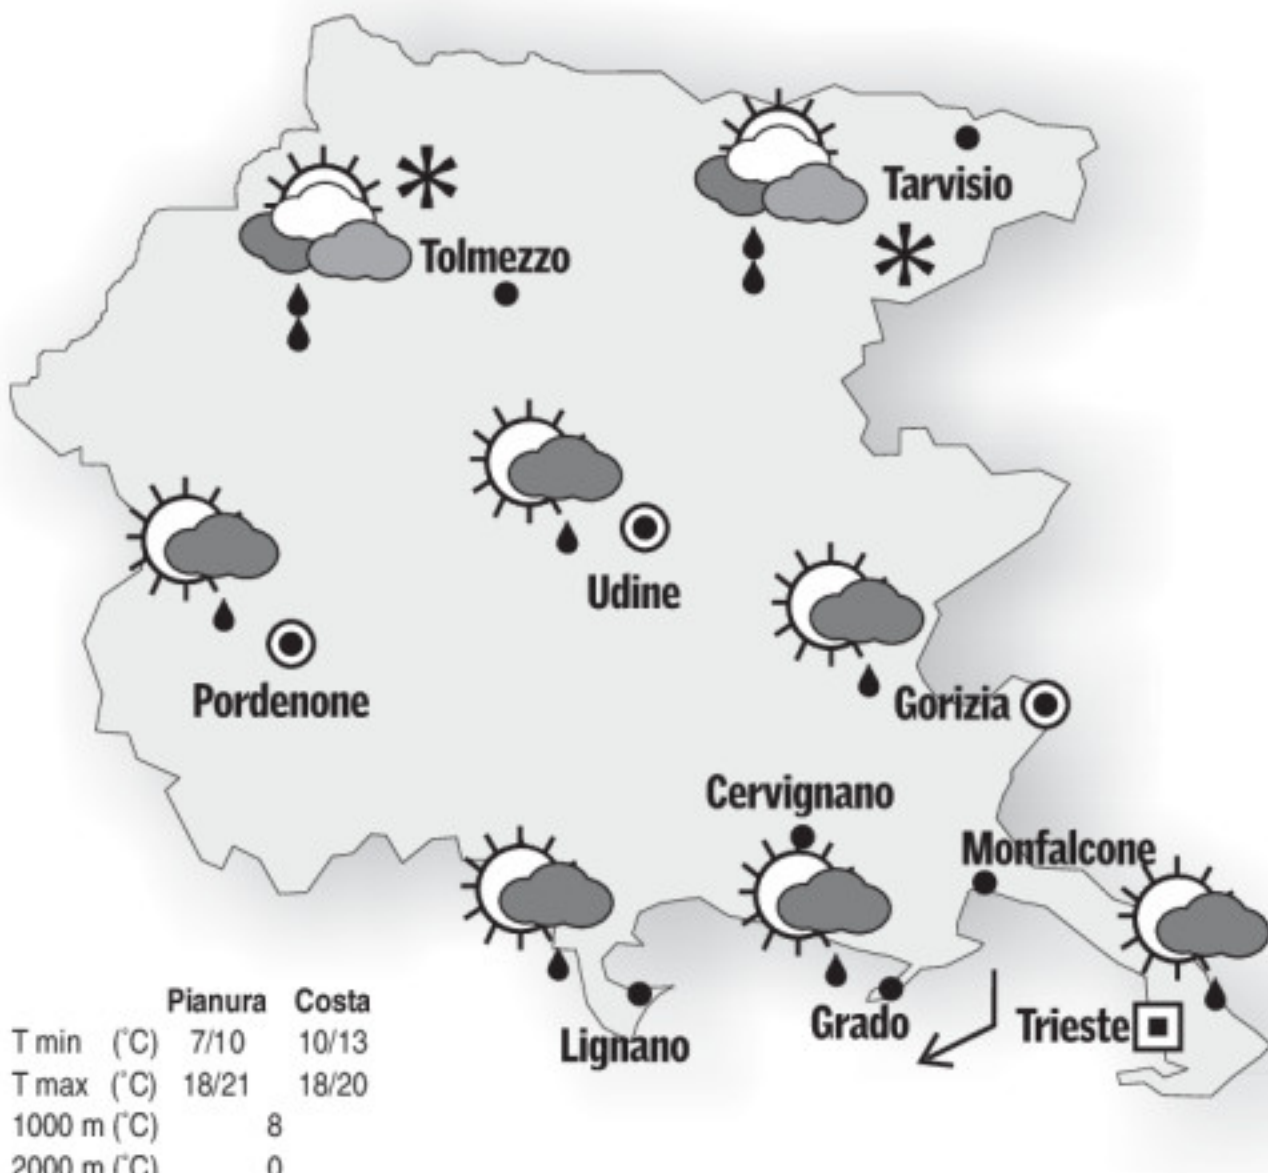 Tarvisio
Tolmezzo
Udine
Pordenone
Gorizia
Cervignano
Monfalcone
Lignano
Grado
Trieste
Pianura Costa
T min (°C) 7/10 10/13
T max (°C) 18/21 18/20
1000 m (°C) 8
2000 m (°C) 0